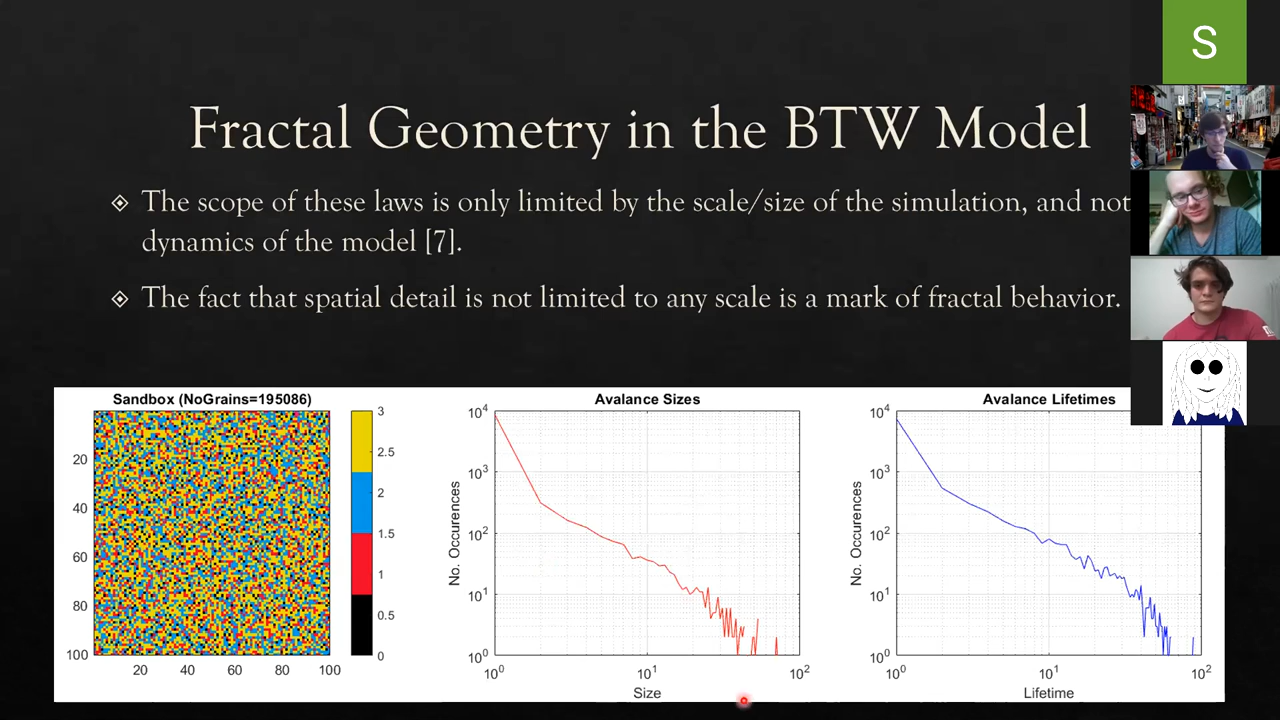 S
Fractal Geometry in the BTW Model
The scope of these laws is only limited by the scale/size of the simulation, and not
dynamics of the model [7].
The fact that spatial detail is not limited to any scale is a mark of fractal behavior.
Sandbox (NoGrains=195086)
20
40
60
80
100
20 40 60 80 100
3
2.5
2
1.5
1
0.5
0
Avalance Sizes
No. Occurences
10^4
10^3
10^2
10^1
10^0
10^0 10^1 10^2
Size
Avalance Lifetimes
No. Occurences
10^4
10^3
10^2
10^1
10^0
10^0 10^1 10^2
Lifetime